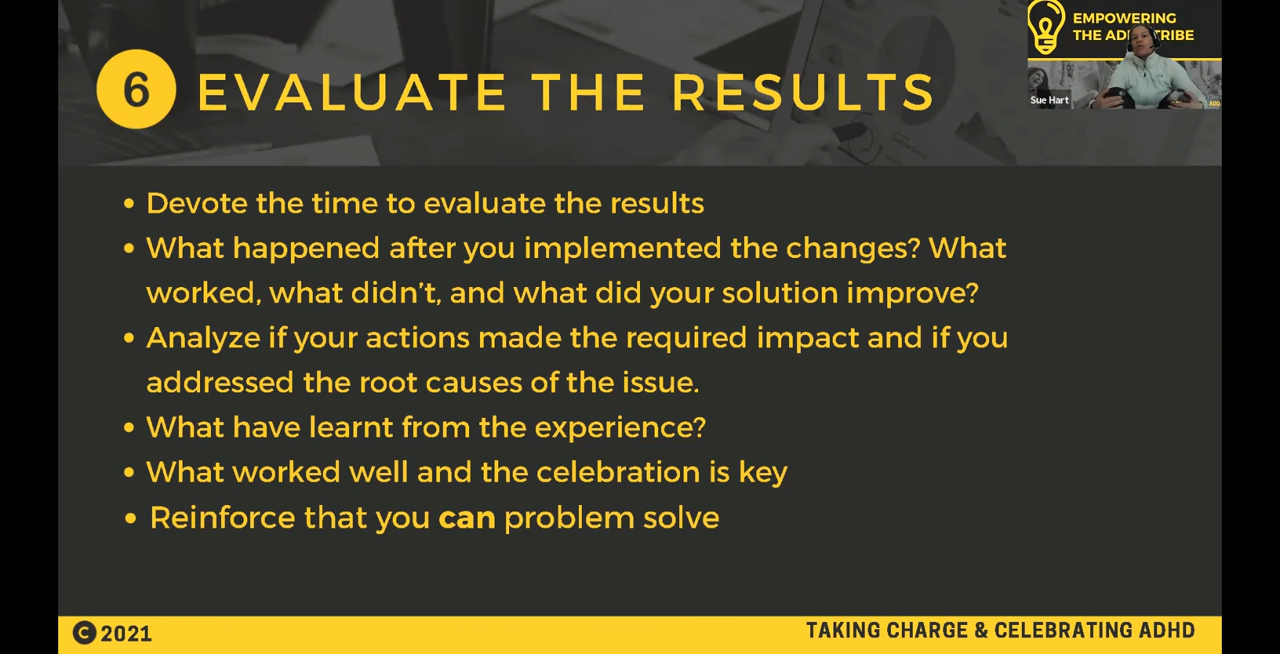 EMPOWERING
THE AD TRIBE
Sue Hart
6 EVALUATE THE RESULTS
• Devote the time to evaluate the results
• What happened after you implemented the changes? What
worked, what didn't, and what did your solution improve?
• Analyze if your actions made the required impact and if you
addressed the root causes of the issue.
• What have learnt from the experience?
• What worked well and the celebration is key
• Reinforce that you can problem solve
© 2021
TAKING CHARGE & CELEBRATING ADHD